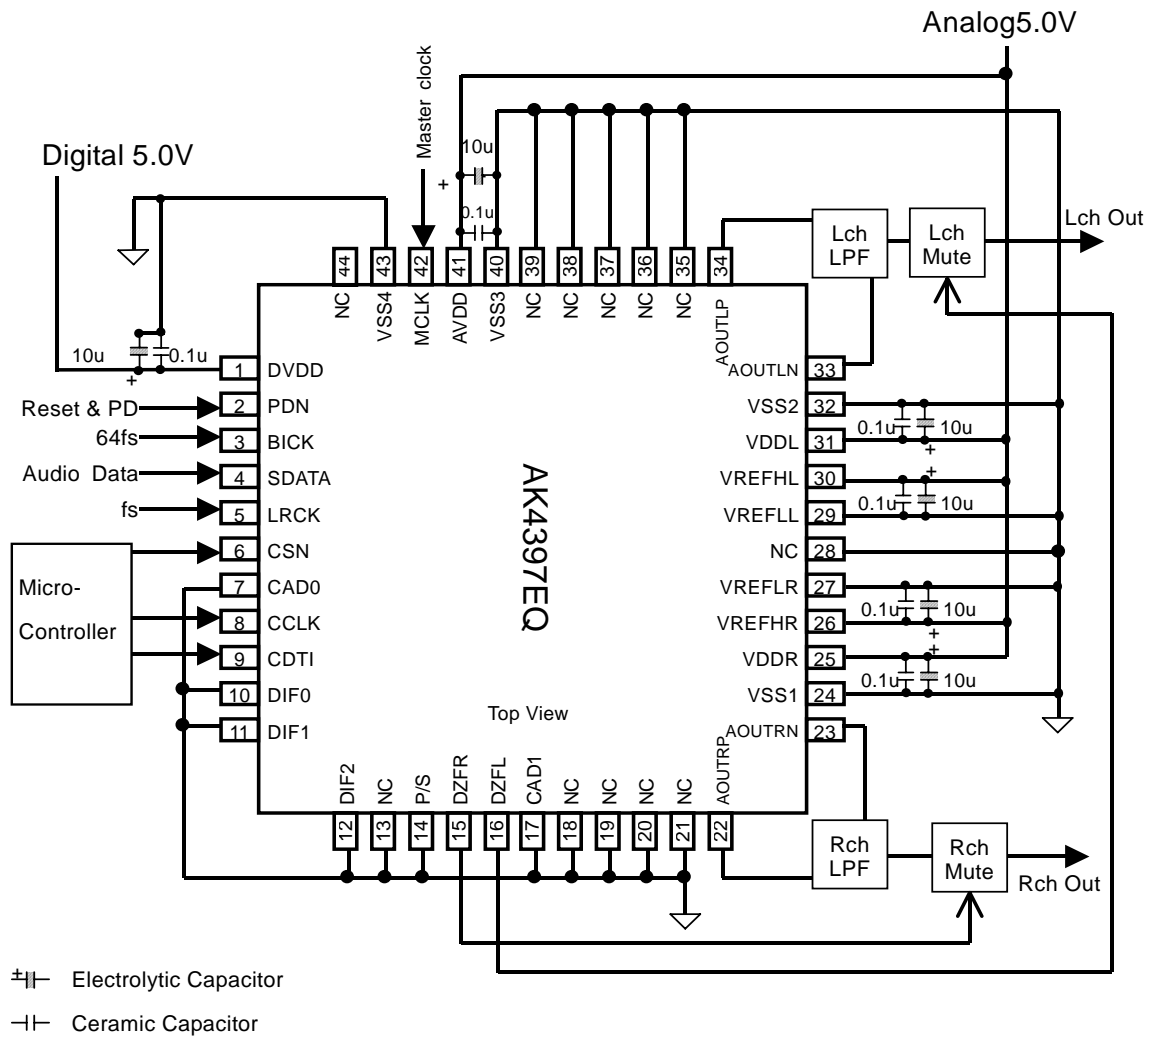 Analog5.0V
Master clock
Digital 5.0V
10u
+
0.1u
Lch Out
Lch
LPF
Lch
Mute
44
43
42
41
40
39
38
37
36
35
34
NC
VSS4
MCLK
AVDD
VSS3
NC
NC
NC
NC
NC
AOUTLP
10u
0.1u
+
1
DVDD
AOUTLN
33
Reset & PD
2
PDN
VSS2
32
64fs
3
BICK
VDDL
31
0.1u
10u
+
Audio Data
4
SDATA
VREFHL
30
+
fs
5
LRCK
VREFLL
29
0.1u
10u
6
CSN
NC
28
Micro-
Controller
7
CAD0
VREFLR
27
8
CCLK
VREFHR
26
0.1u
10u
+
9
CDTI
VDDR
25
+
10
DIF0
VSS1
24
0.1u
10u
11
DIF1
AOUTRN
23
AK4397EQ
Top View
DIF2
NC
P/S
DZFR
DZFL
CAD1
NC
NC
NC
NC
AOUTRP
12
13
14
15
16
17
18
19
20
21
22
Rch
LPF
Rch
Mute
Rch Out
+
Electrolytic Capacitor
Ceramic Capacitor